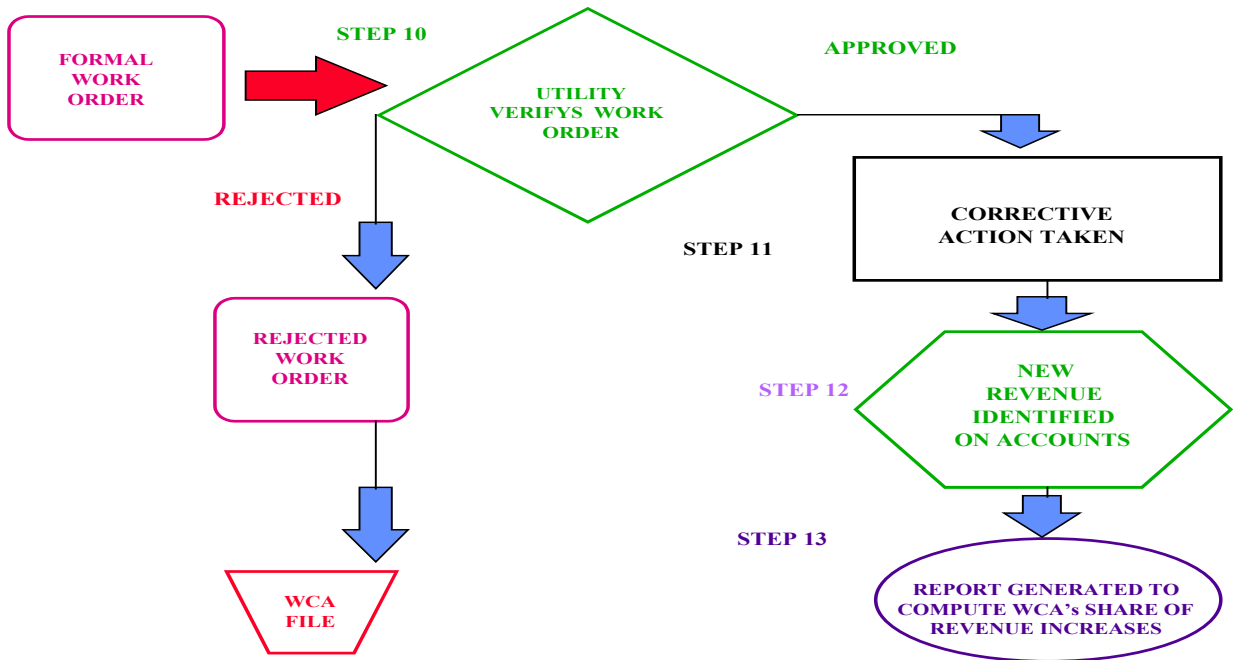 STEP 10
APPROVED
FORMAL
WORK
ORDER
UTILITY
VERIFYS WORK
ORDER
REJECTED
CORRECTIVE
ACTION TAKEN
STEP 11
REJECTED
WORK
ORDER
STEP 12
NEW
REVENUE
IDENTIFIED
ON ACCOUNTS
STEP 13
WCA
FILE
REPORT GENERATED TO
COMPUTE WCA's SHARE OF
REVENUE INCREASES